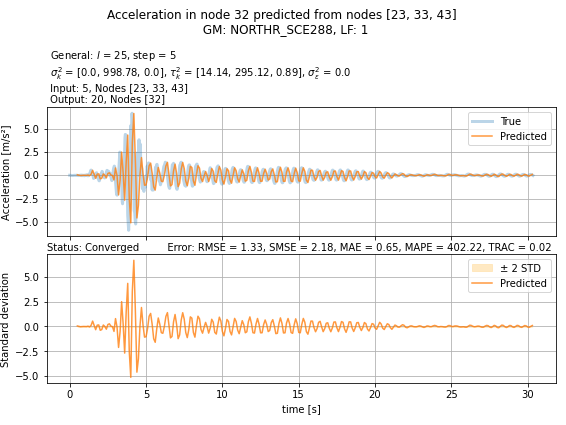 Acceleration in node 32 predicted from nodes [23, 33, 43]
GM: NORTHR_SCE288, LF: 1
General: l = 25, step = 5
σ²ₖ = [0.0, 998.78, 0.0], τ²ₖ = [14.14, 295.12, 0.89], σ²ₑ = 0.0
Input: 5, Nodes [23, 33, 43]
Output: 20, Nodes [32]
Acceleration [m/s²]
5.0
2.5
0.0
−2.5
−5.0
True
Predicted
Status: Converged Error: RMSE = 1.33, SMSE = 2.18, MAE = 0.65, MAPE = 402.22, TRAC = 0.02
Standard deviation
5.0
2.5
0.0
−2.5
−5.0
± 2 STD
Predicted
0 5 10 15 20 25 30
time [s]